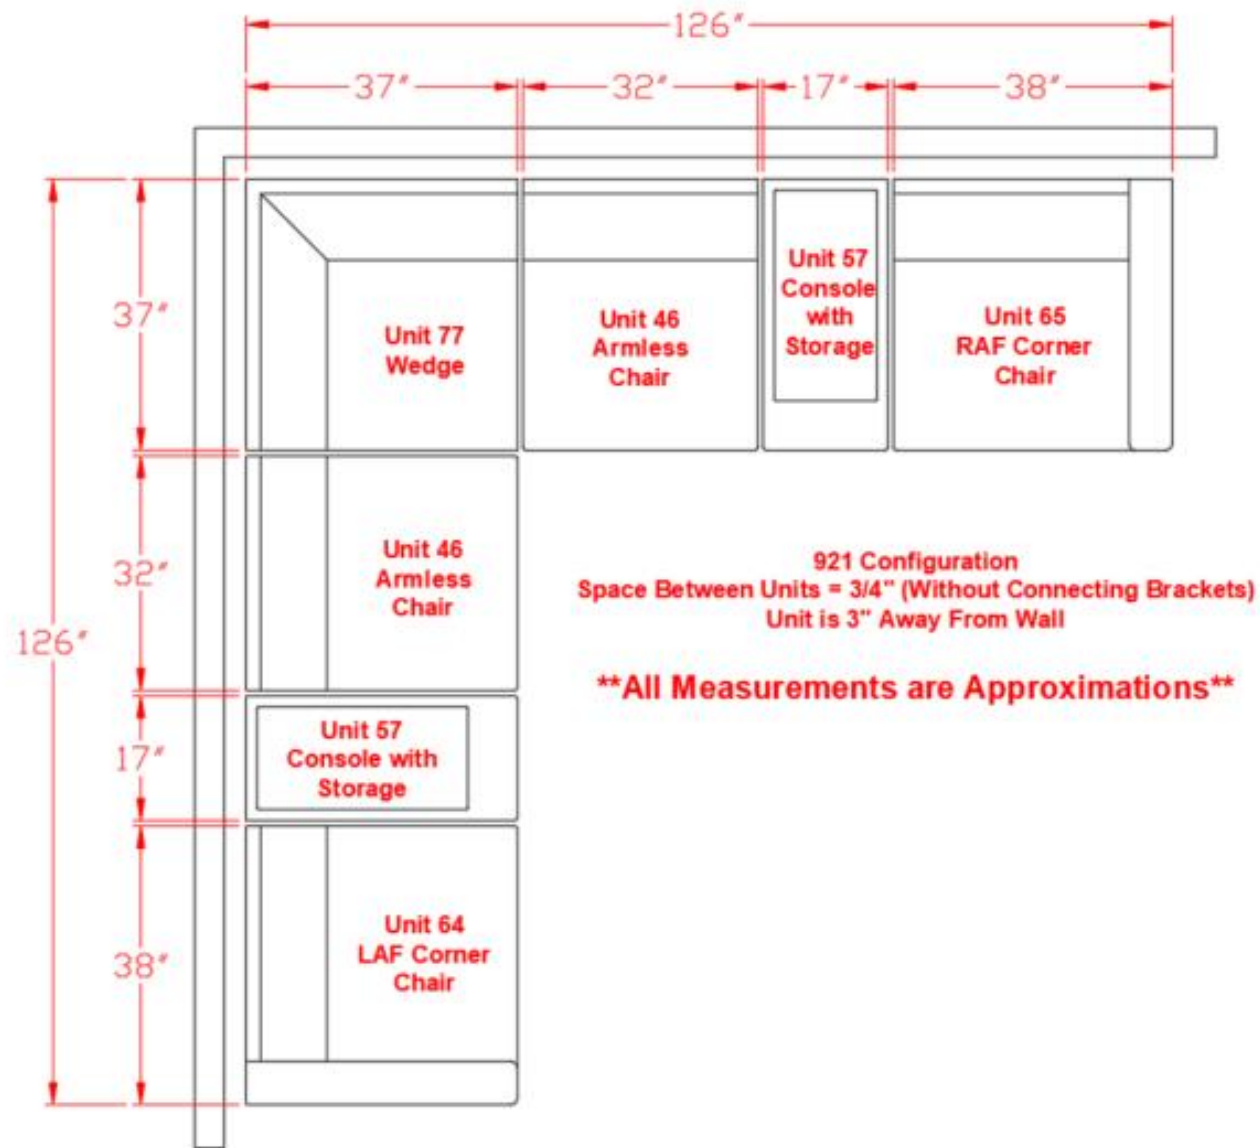 126"
37" 32" 17" 38"
Unit 77
Wedge
Unit 46
Armless
Chair
Unit 57
Console
with
Storage
Unit 65
RAF Corner
Chair
37"
32"
126"
17"
38"
Unit 46
Armless
Chair
Unit 57
Console with
Storage
Unit 64
LAF Corner
Chair
921 Configuration
Space Between Units = 3/4" (Without Connecting Brackets)
Unit is 3" Away From Wall
**All Measurements are Approximations**